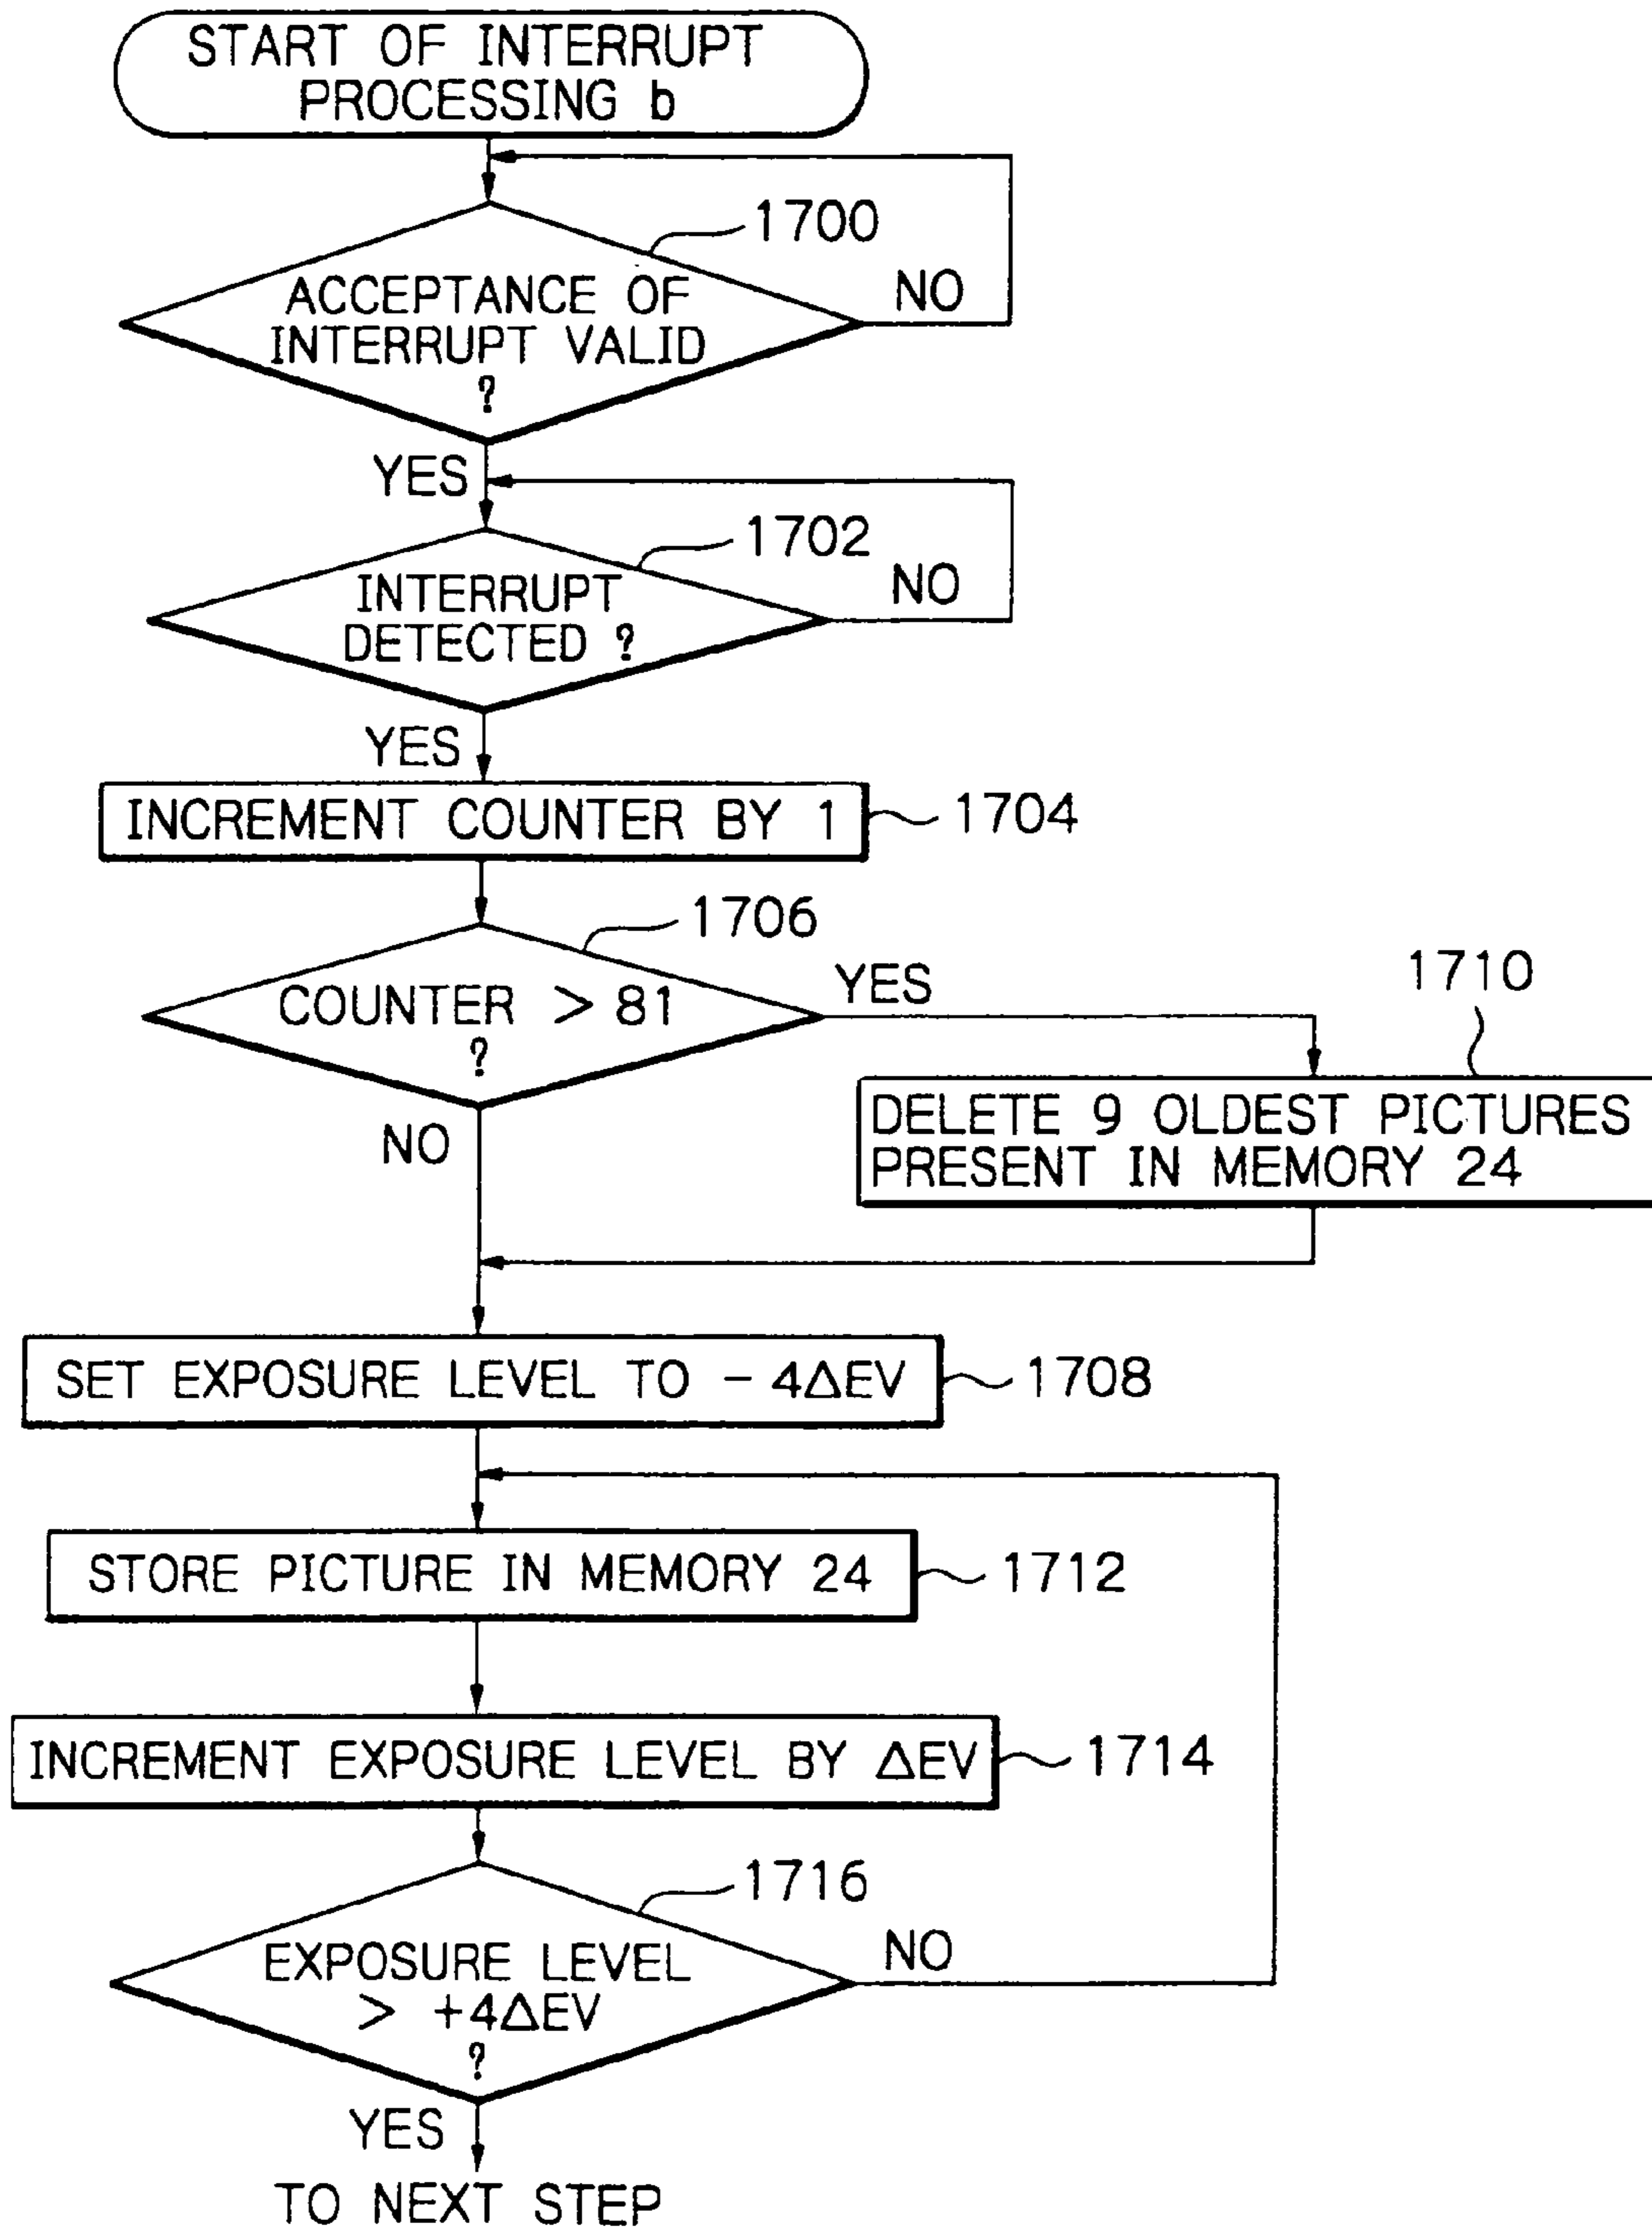 START OF INTERRUPT
PROCESSING b
1700
ACCEPTANCE OF
INTERRUPT VALID
?
NO
YES
1702
INTERRUPT
DETECTED ?
NO
YES
INCREMENT COUNTER BY 1
1704
1706
COUNTER > 81
?
YES
NO
1710
DELETE 9 OLDEST PICTURES
PRESENT IN MEMORY 24
SET EXPOSURE LEVEL TO - 4ΔEV
1708
STORE PICTURE IN MEMORY 24
1712
INCREMENT EXPOSURE LEVEL BY ΔEV
1714
1716
EXPOSURE LEVEL
> +4ΔEV
?
NO
YES
TO NEXT STEP